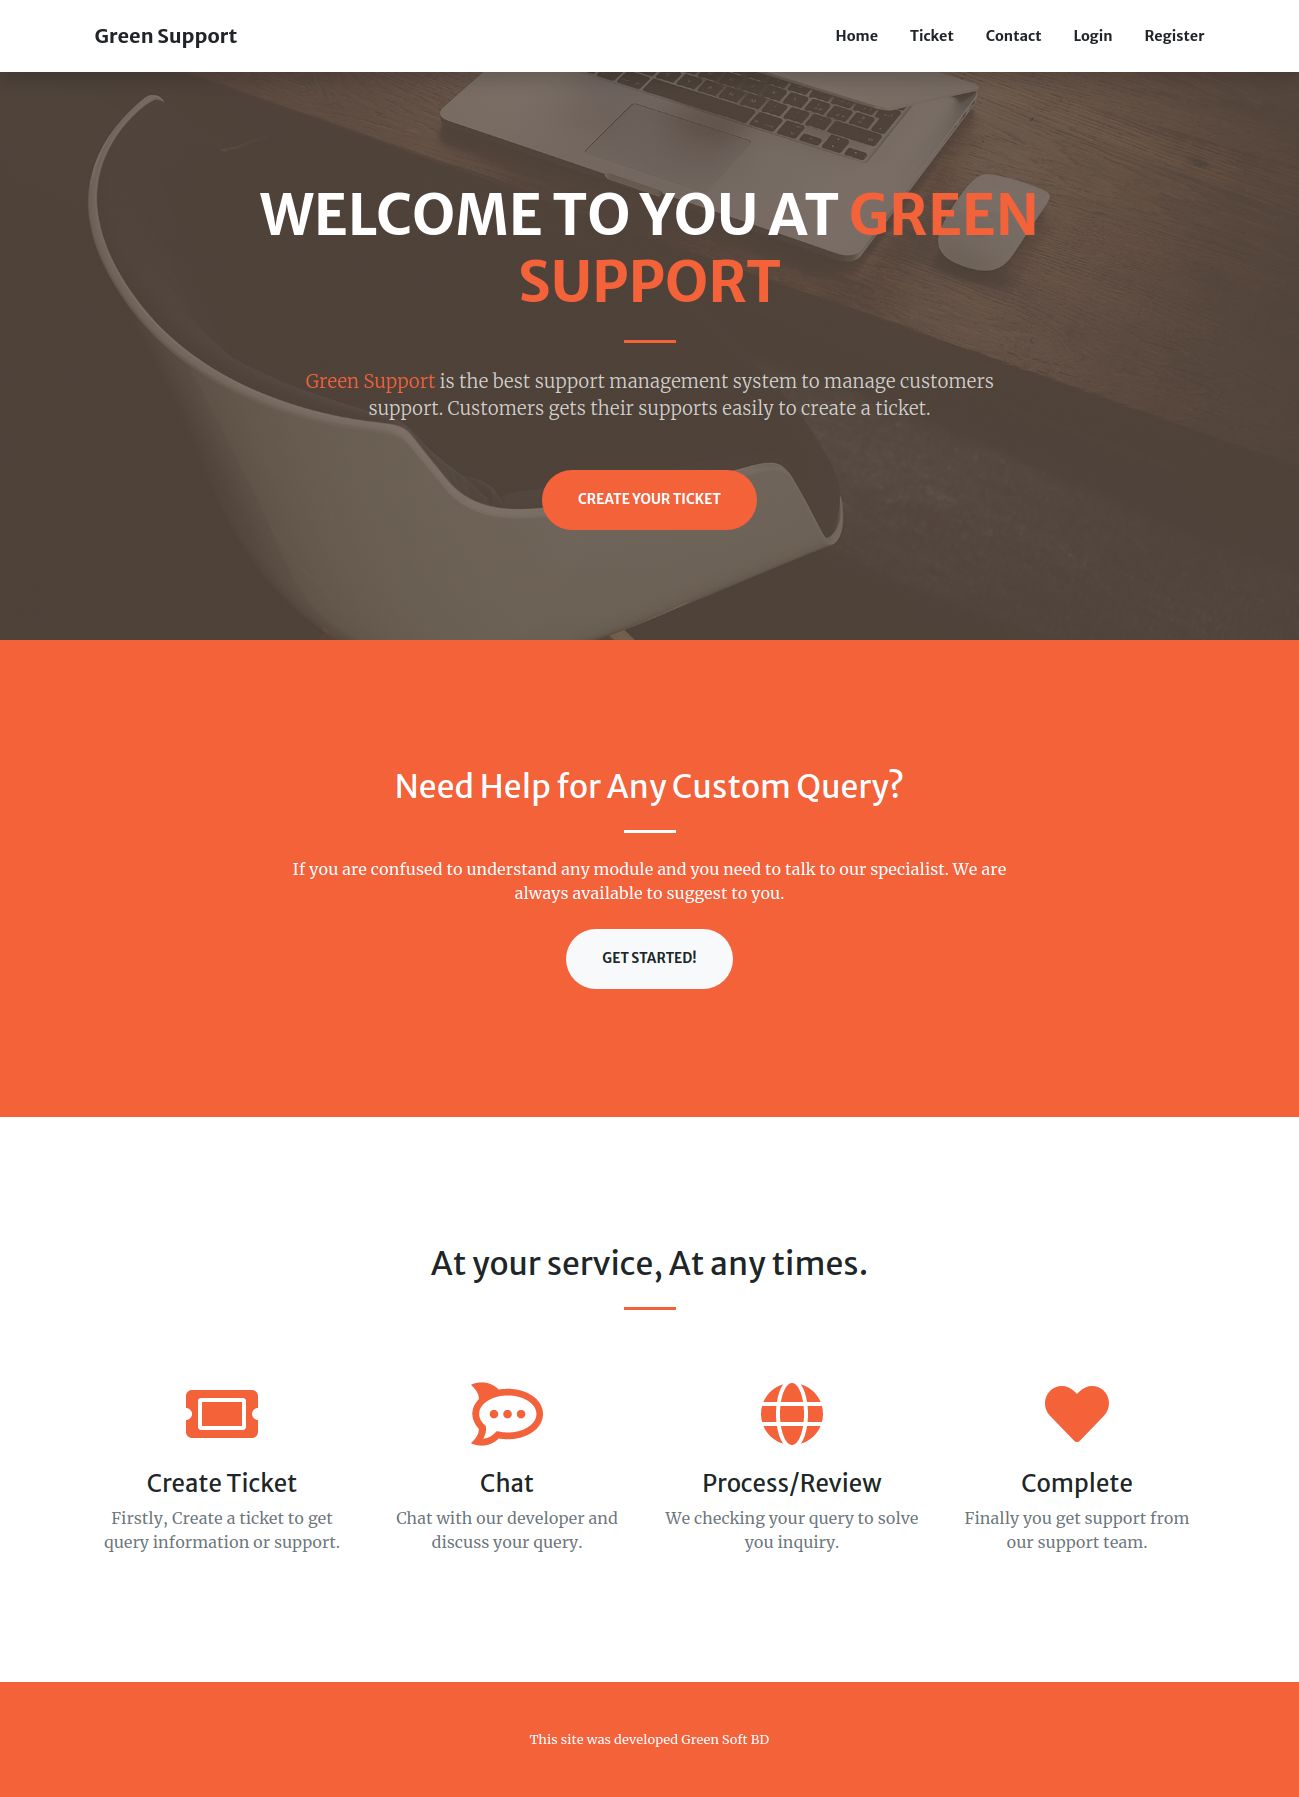 Green Support
Home
Ticket
Contact
Login
Register
WELCOME TO YOU AT GREEN
SUPPORT
Green Support is the best support management system to manage customers
support. Customers gets their supports easily to create a ticket.
CREATE YOUR TICKET
Need Help for Any Custom Query?
If you are confused to understand any module and you need to talk to our specialist. We are
always available to suggest to you.
GET STARTED!
At your service, At any times.
Create Ticket
Firstly, Create a ticket to get
query information or support.
Chat
Chat with our developer and
discuss your query.
Process/Review
We checking your query to solve
you inquiry.
Complete
Finally you get support from
our support team.
This site was developed Green Soft BD